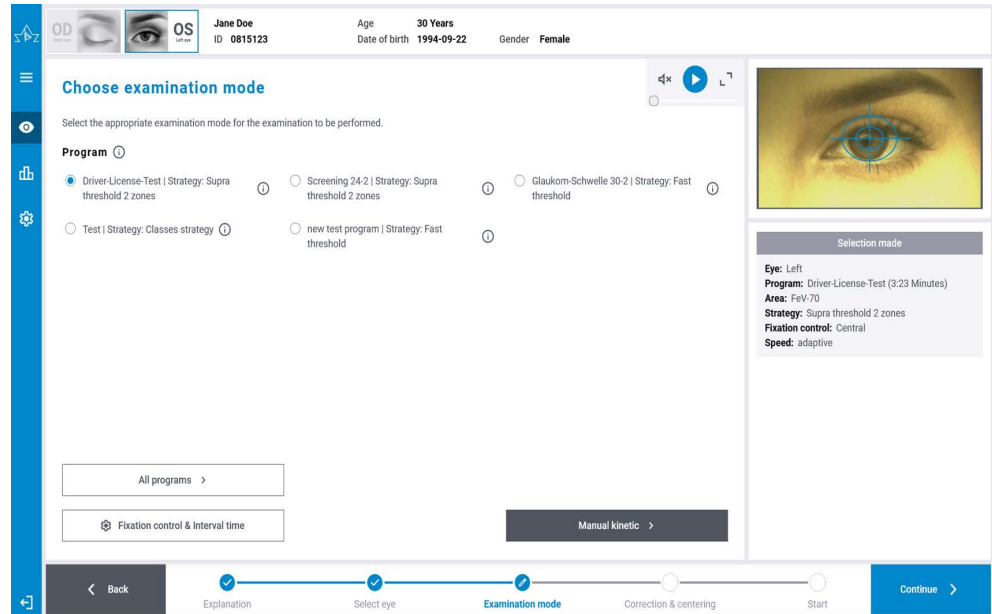 OD
Right eye
OS
Left eye
Jane Doe
ID 0815123
Age 30 Years
Date of birth 1994-09-22
Gender Female
Choose examination mode
Select the appropriate examination mode for the examination to be performed.
Program
Driver-License-Test | Strategy: Supra
threshold 2 zones
Screening 24-2 | Strategy: Supra
threshold 2 zones
Glaukom-Schwelle 30-2 | Strategy: Fast
threshold
Test | Strategy: Classes strategy
new test program | Strategy: Fast
threshold
All programs
Fixation control & Interval time
Manual kinetic
Selection made
Eye: Left
Program: Driver-License-Test (3:23 Minutes)
Area: FeV-70
Strategy: Supra threshold 2 zones
Fixation control: Central
Speed: adaptive
Back
Explanation
Select eye
Examination mode
Correction & centering
Start
Continue